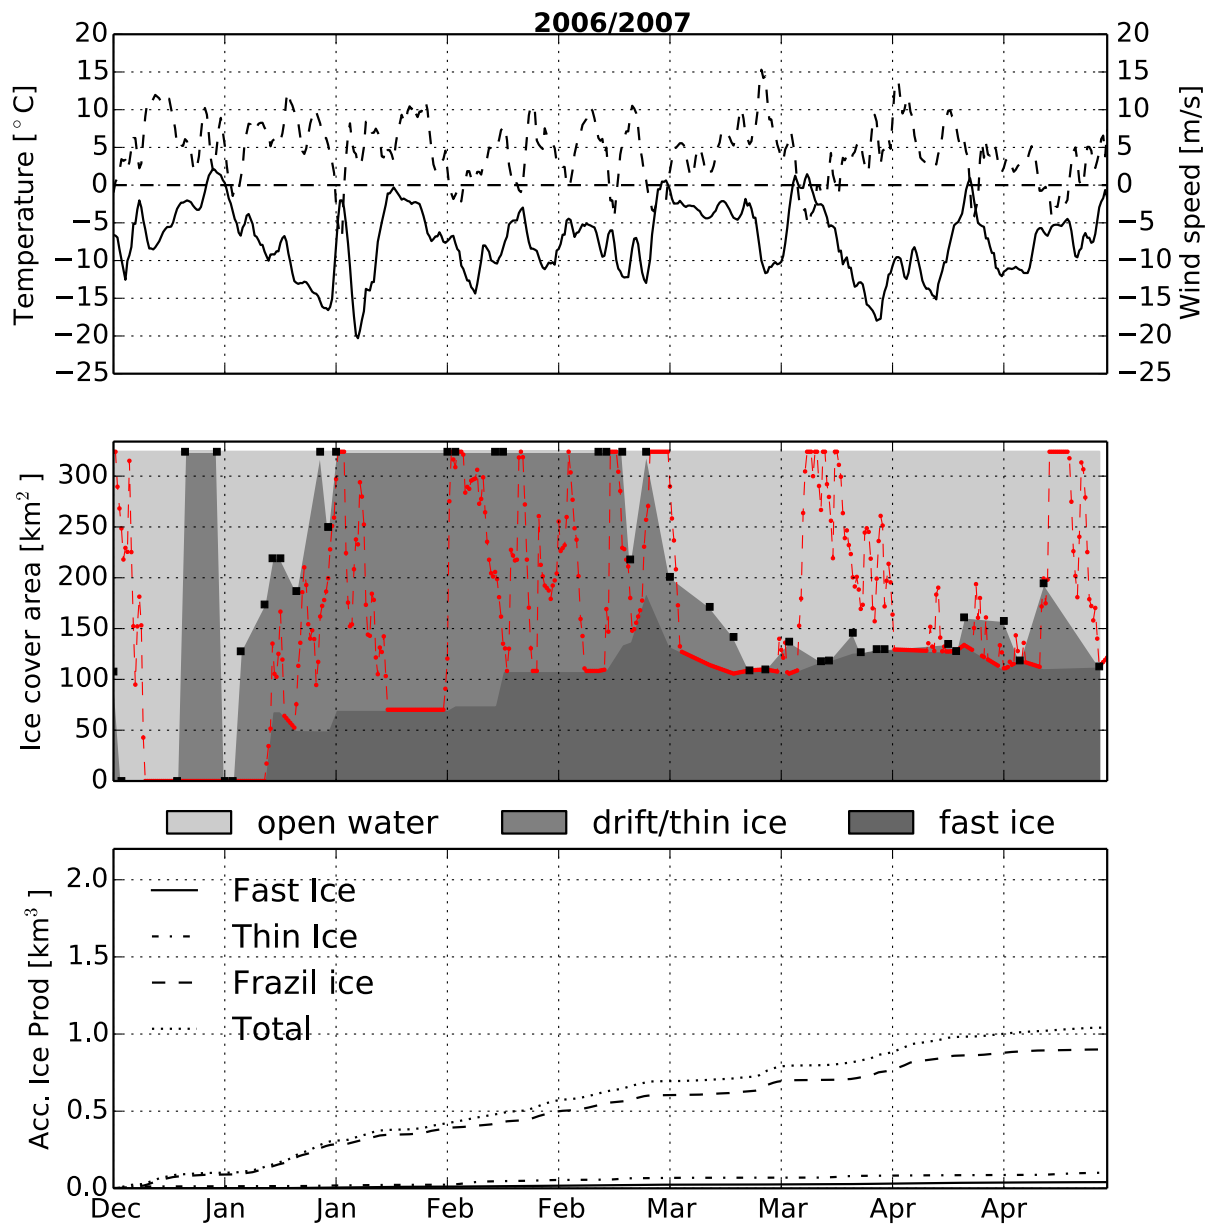 2006/2007
20 20
15 15
10 10
5 5
0 0
−5 −5
−10 −10
−15 −15
−20 −20
−25 −25
Temperature [ ° C]
Wind speed [m/s]
300
250
200
150
100
50
0
Ice cover area [km²]
open water drift/thin ice fast ice
2.0
1.5
1.0
0.5
0.0
Acc. Ice Prod [km³ ]
Fast Ice
Thin Ice
Frazil ice
Total
Dec Jan Jan Feb Feb Mar Mar Apr Apr